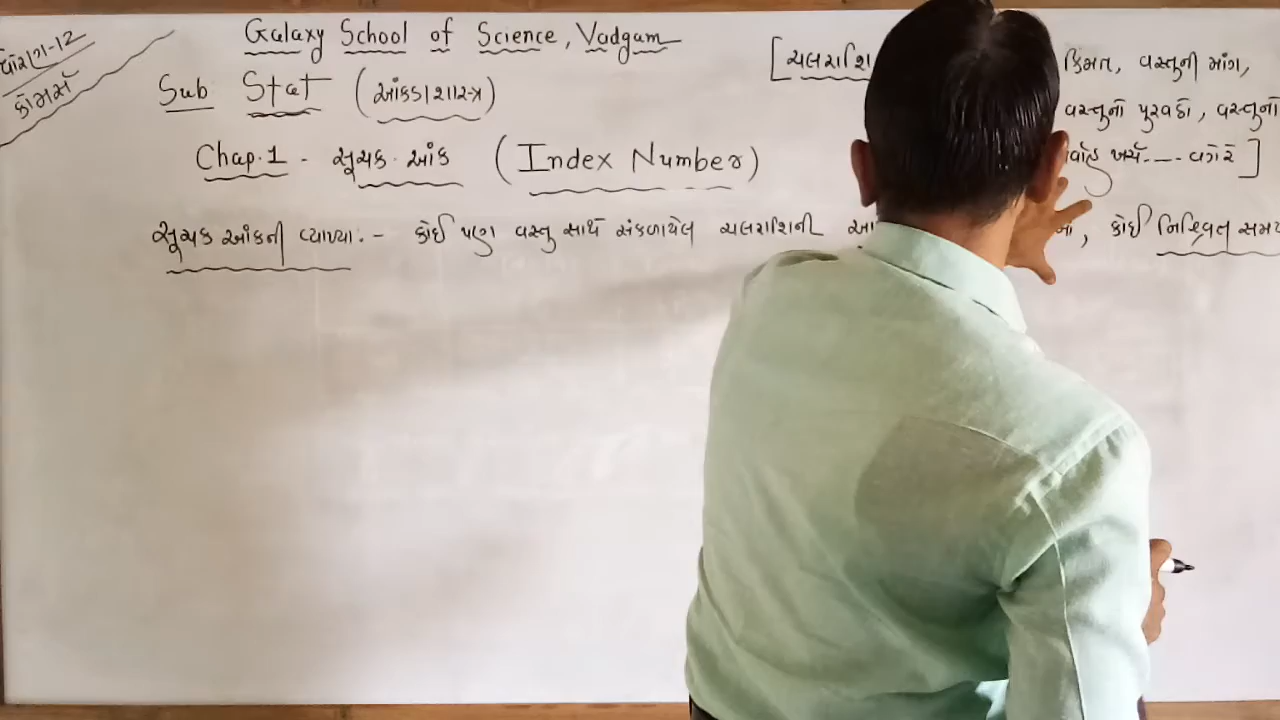 ધોરણ-12
કોમર્સ
Galaxy School of Science, Vadgam
Sub Stat (આંકડાશાસ્ત્ર)
Chap.1 - સૂચક આંક (Index Number)
[ચલરાશિ કિંમત, વસ્તુની માંગ,
વસ્તુનો પુરવઠો, વસ્તુનો
ખર્ચ---- વગેરે]
સૂચક આંકની વ્યાખ્યા:- કોઈ પણ વસ્તુ સાથે સંકળાયેલ ચલરાશિની , કોઈ નિશ્ચિત સમય